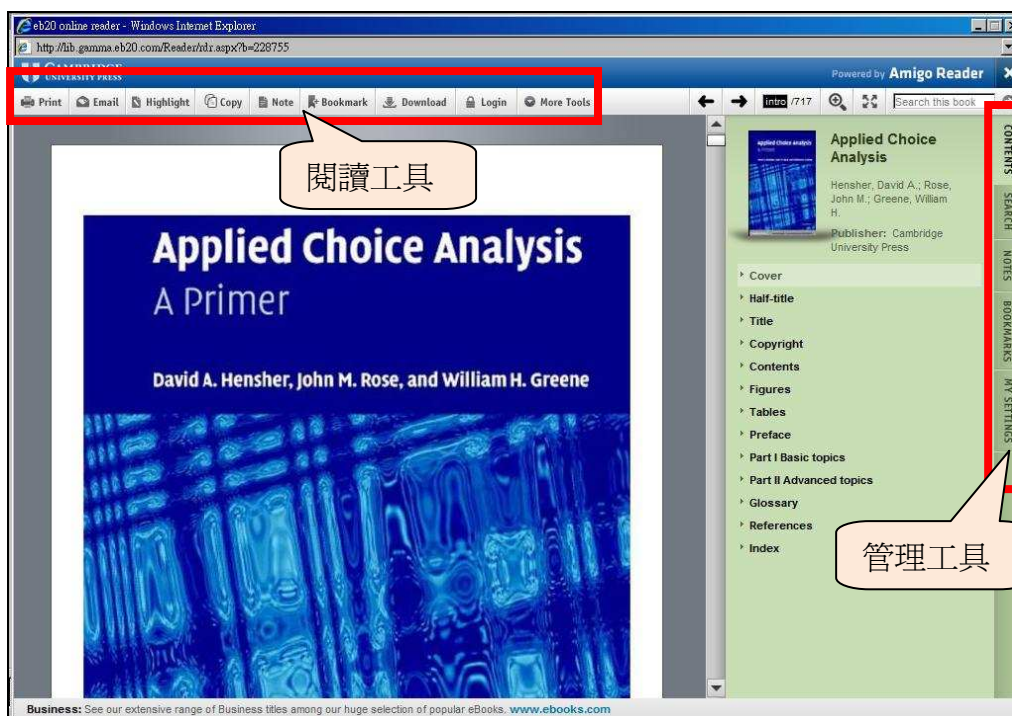 eb20 online reader - Windows Internet Explorer
http://lib.gamma.eb20.com/Reader/rdr.aspx?b=228755
UNIVERSITY PRESS
Powered by Amigo Reader
Print Email Highlight Copy Note Bookmark Download Login More Tools
intro /717 Search this book
閱讀工具
Applied Choice Analysis
A Primer
David A. Hensher, John M. Rose, and William H. Greene
applied Choice analysis
Applied Choice
Analysis
Hensher, David A.; Rose,
John M.; Greene, William
H.
Publisher: Cambridge
University Press
Cover
Half-title
Title
Copyright
Contents
Figures
Tables
Preface
Part I Basic topics
Part II Advanced topics
Glossary
References
Index
CONTENTS
SEARCH
NOTES
BOOKMARKS
MY SETTINGS
管理工具
Business: See our extensive range of Business titles among our huge selection of popular eBooks. www.ebooks.com